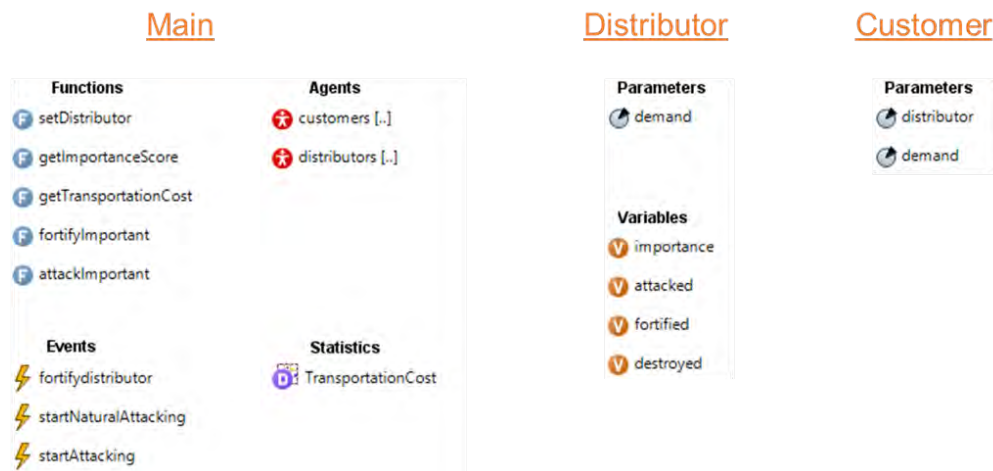 Main
Functions
setDistributor
getImportanceScore
getTransportationCost
fortifyImportant
attackImportant
Agents
customers [..]
distributors [..]
Events
fortifydistributor
startNaturalAttacking
startAttacking
Statistics
TransportationCost
Distributor
Parameters
demand
Variables
importance
attacked
fortified
destroyed
Customer
Parameters
distributor
demand